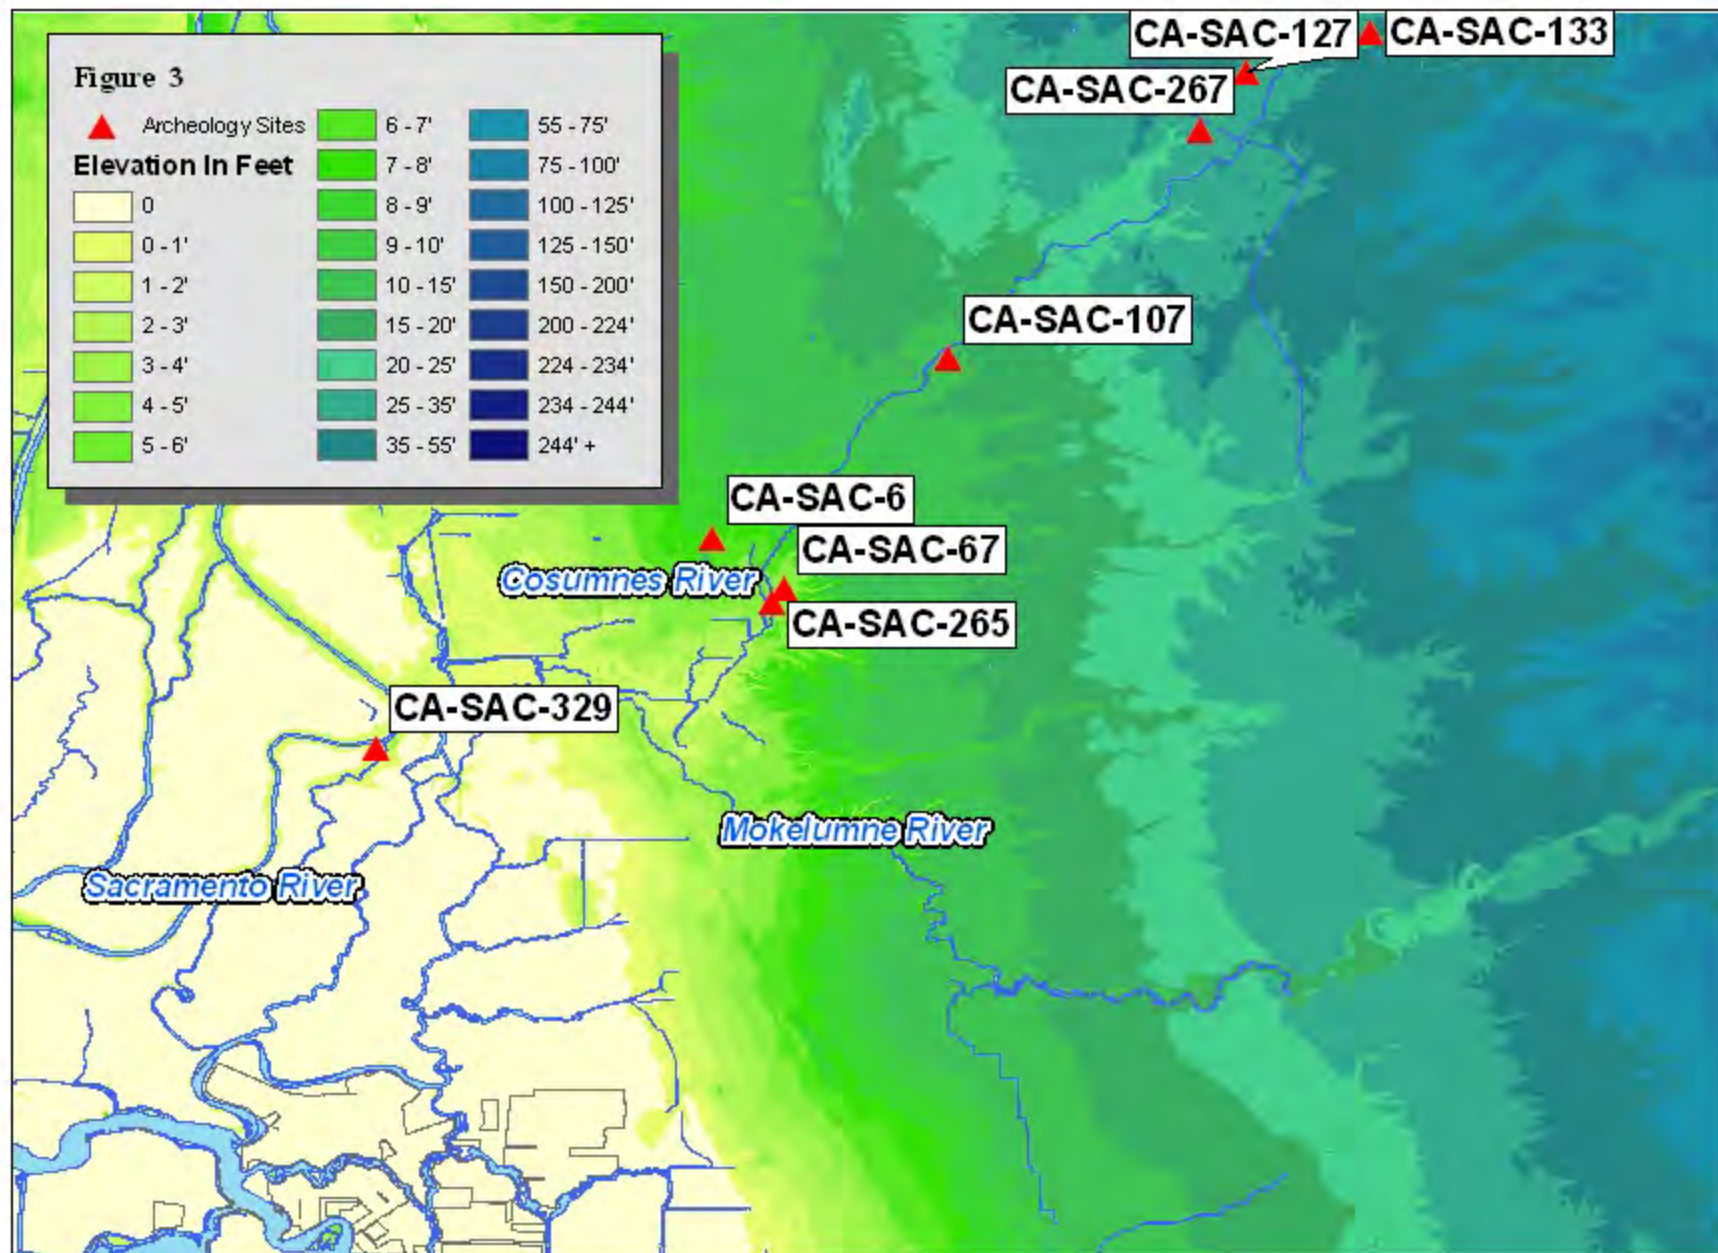 Figure 3
Archeology Sites
Elevation In Feet
0
0 - 1'
1 - 2'
2 - 3'
3 - 4'
4 - 5'
5 - 6'
6 - 7'
7 - 8'
8 - 9'
9 - 10'
10 - 15'
15 - 20'
20 - 25'
25 - 35'
35 - 55'
55 - 75'
75 - 100'
100 - 125'
125 - 150'
150 - 200'
200 - 224'
224 - 234'
234 - 244'
244' +
CA-SAC-127
CA-SAC-133
CA-SAC-267
CA-SAC-107
CA-SAC-6
CA-SAC-67
Cosumnes River
CA-SAC-265
CA-SAC-329
Mokelumne River
Sacramento River